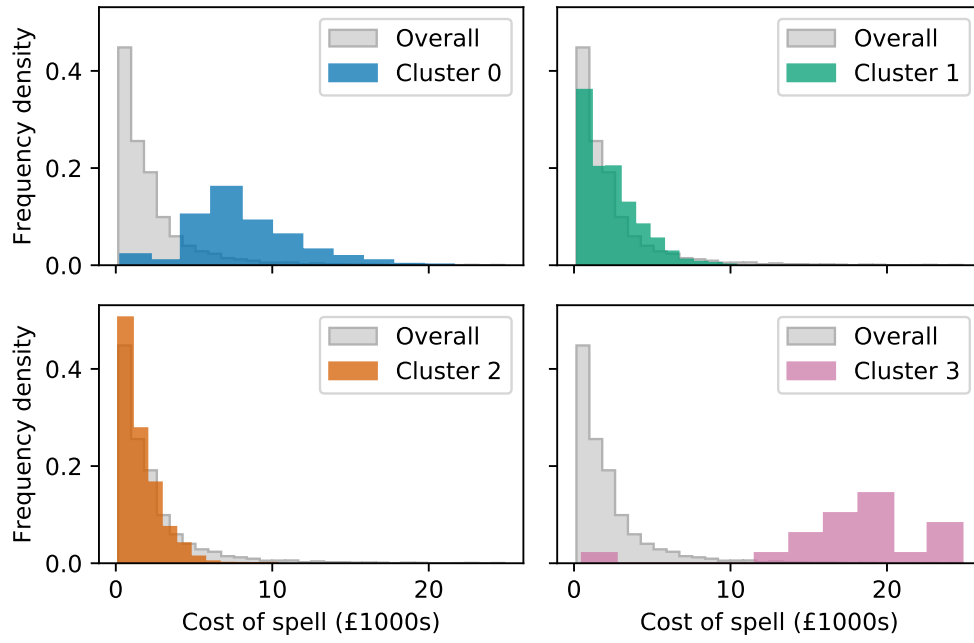 Frequency density
0.4
0.2
0.0
Overall
Cluster 0
Overall
Cluster 1
Frequency density
0.4
0.2
0.0
Overall
Cluster 2
Overall
Cluster 3
0
10
20
0
10
20
Cost of spell (£1000s)
Cost of spell (£1000s)